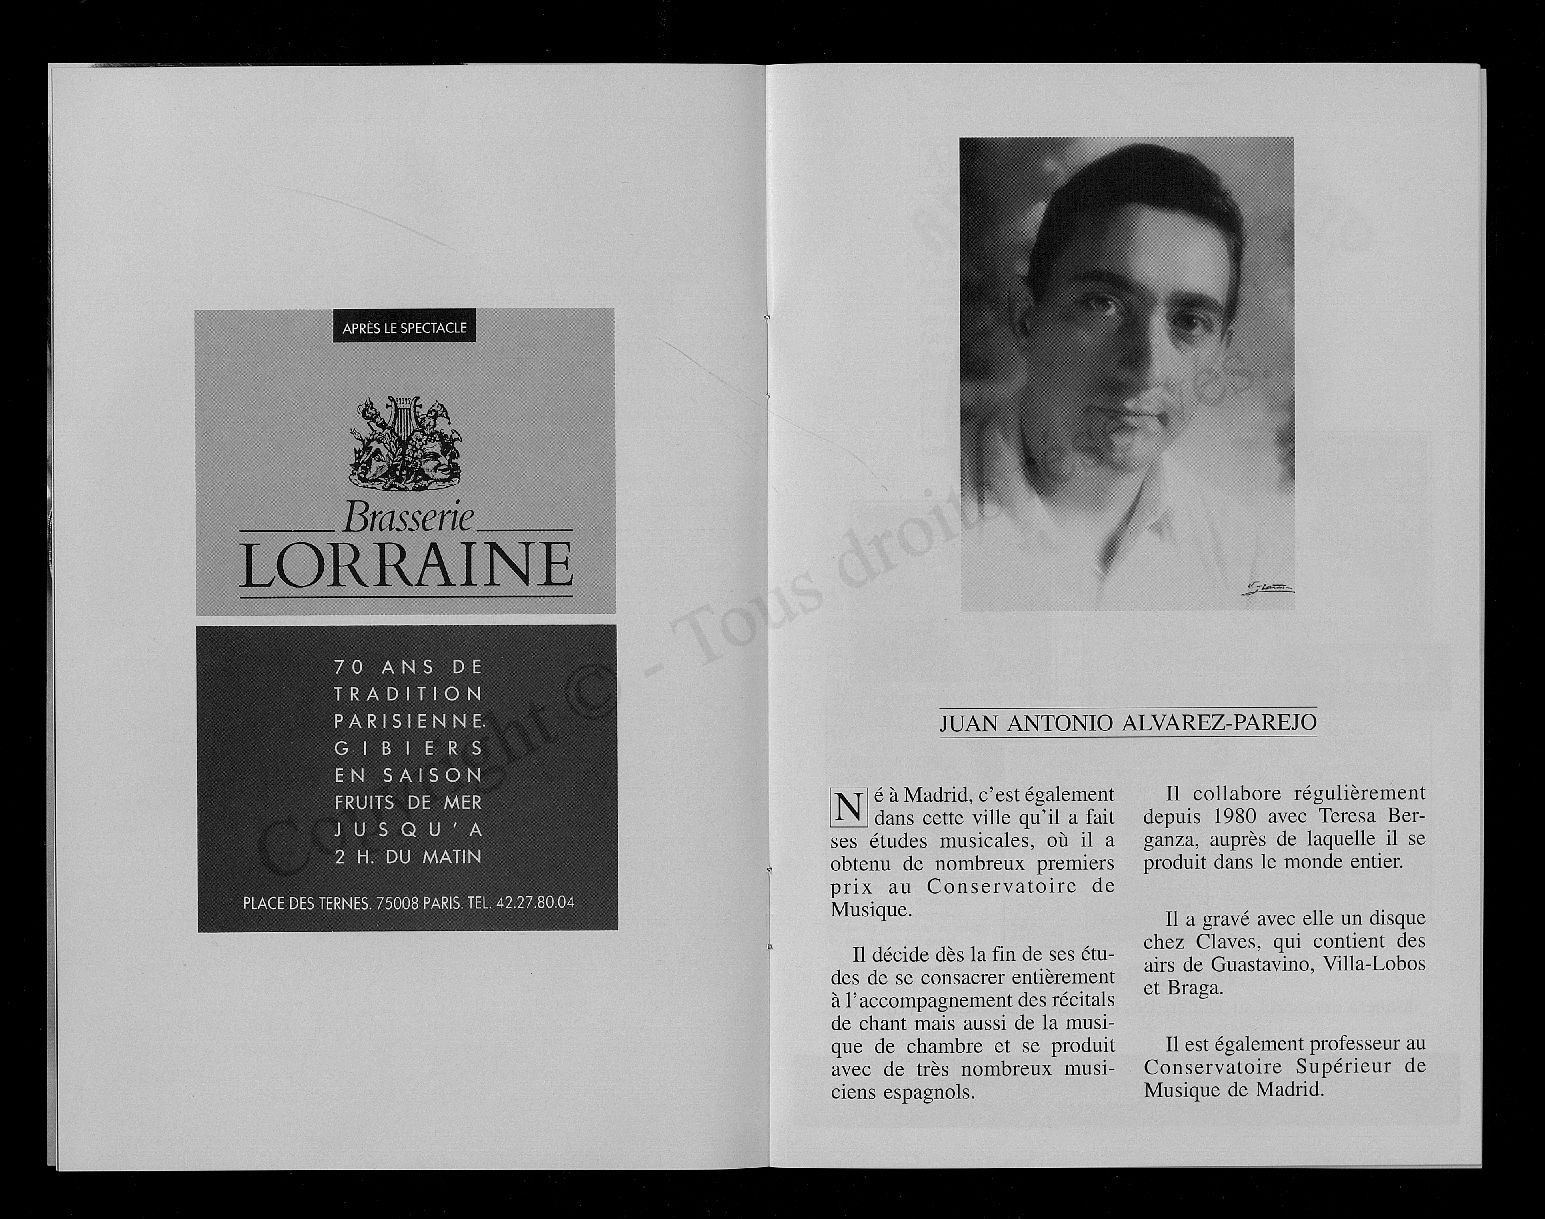 APRÈS LE SPECTACLE
Brasserie
LORRAINE
70 ANS DE
TRADITION
PARISIENNE.
GIBIERS
EN SAISON
FRUITS DE MER
JUSQU'A
2 H. DU MATIN
PLACE DES TERNES. 75008 PARIS. TEL. 42.27.80.04
JUAN ANTONIO ALVAREZ-PAREJO
Né à Madrid, c'est également
dans cette ville qu'il a fait
ses études musicales, où il a
obtenu de nombreux premiers
prix au Conservatoire de
Musique.
Il décide dès la fin de ses étu-
des de se consacrer entièrement
à l'accompagnement des récitals
de chant mais aussi de la musi-
que de chambre et se produit
avec de très nombreux musi-
ciens espagnols.
Il collabore régulièrement
depuis 1980 avec Teresa Ber-
ganza, auprès de laquelle il se
produit dans le monde entier.
Il a gravé avec elle un disque
chez Claves, qui contient des
airs de Guastavino, Villa-Lobos
et Braga.
Il est également professeur au
Conservatoire Supérieur de
Musique de Madrid.
Copyright © - Tous droits